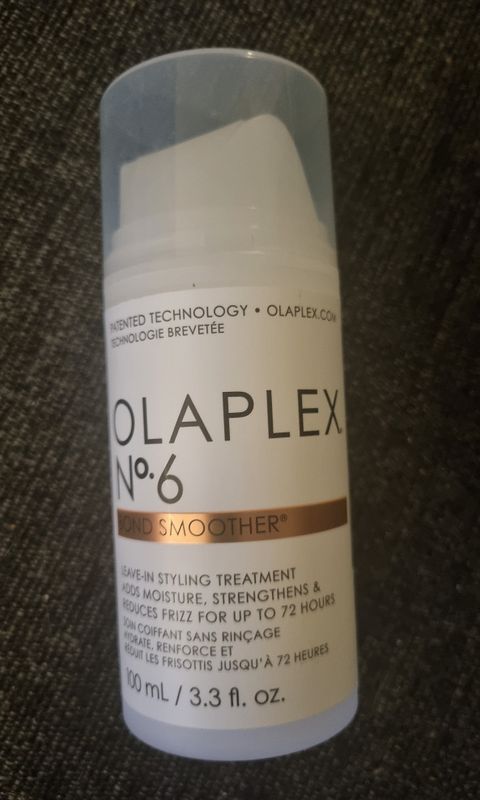 PATENTED TECHNOLOGY • OLAPLEX.COM
TECHNOLOGIE BREVETÉE
OLAPLEX.
Nº.6
BOND SMOOTHER®
LEAVE-IN STYLING TREATMENT
ADDS MOISTURE, STRENGTHENS &
REDUCES FRIZZ FOR UP TO 72 HOURS
SOIN COIFFANT SANS RINÇAGE
HYDRATE, RENFORCE ET
RÉDUIT LES FRISOTTIS JUSQU'À 72 HEURES
100 mL / 3.3 fl. oz.